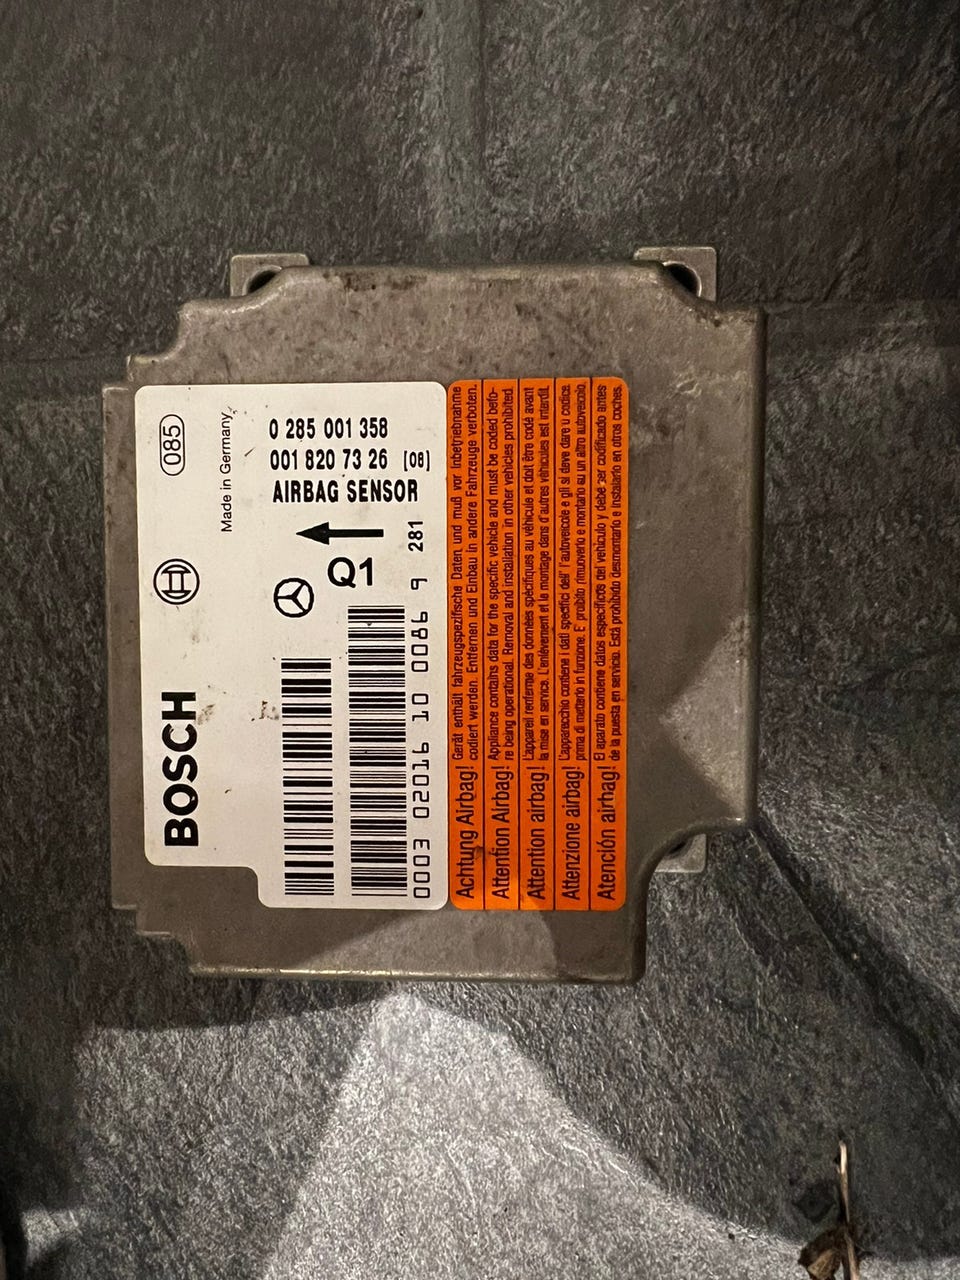 085
Made in Germany
BOSCH
0 285 001 358
001 820 73 26 [08]
AIRBAG SENSOR
Q1
281
0003 02016 10 0086 9
Achtung Airbag! Gerät enthält fahrzeugspezifische Daten und muß vor Inbetriebnahme
codiert werden. Entfernen und Einbau in andere Fahrzeuge verboten.
Attention Airbag! Appliance contains data for the specific vehicle and must be coded befo-
re being operational. Removal and installation in other vehicles prohibited.
Attention airbag! L'appareil renferme des données spécifiques au véhicule et doit être codé avant
la mise en service. L'enlèvement et le montage dans d'autres véhicules est interdit.
Attenzione airbag! L'apparecchio contiene i dati specifici dell' l'autoveicolo e gli si deve dare u codice
prima di metterlo in funzione. E' proibito rimuoverlo e montarlo su un altro autoveicolo.
Atención airbag! El aparato contiene datos específicos del vehículo y debe ser codificado antes
de la puesta en servicio. Está prohibido desmontarlo e instalarlo en otros coches.